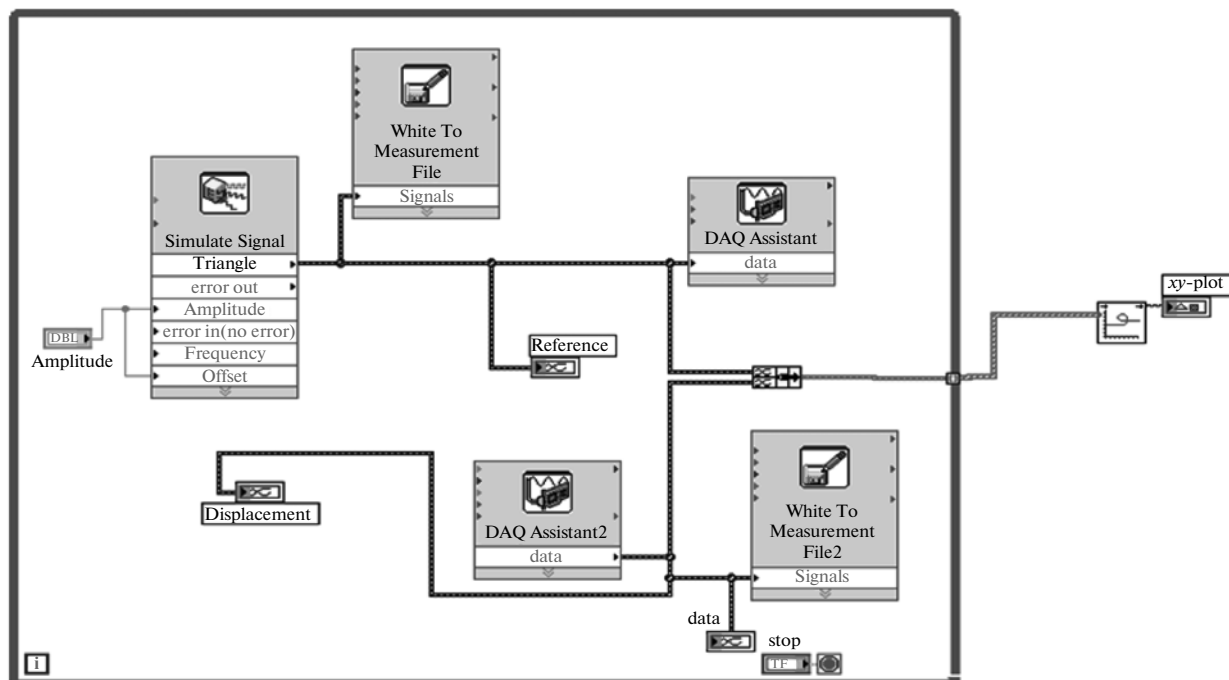 White To
Measurement
File
Signals
Simulate Signal
Triangle
error out
Amplitude
error in(no error)
Frequency
Offset
DBL
Amplitude
DAQ Assistant
data
Reference
xy-plot
Displacement
DAQ Assistant2
data
White To
Measurement
File2
Signals
data
stop
TF
i